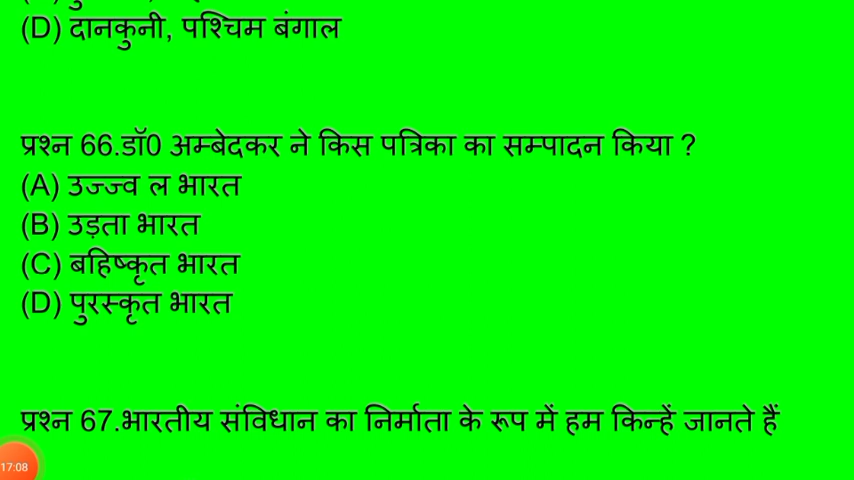 (D) दानकुनी, पश्चिम बंगाल
प्रश्न 66.डॉ0 अम्बेदकर ने किस पत्रिका का सम्पादन किया ?
(A) उज्ज्व ल भारत
(B) उड़ता भारत
(C) बहिष्कृत भारत
(D) पुरस्कृत भारत
प्रश्न 67.भारतीय संविधान का निर्माता के रूप में हम किन्हें जानते हैं
17:08